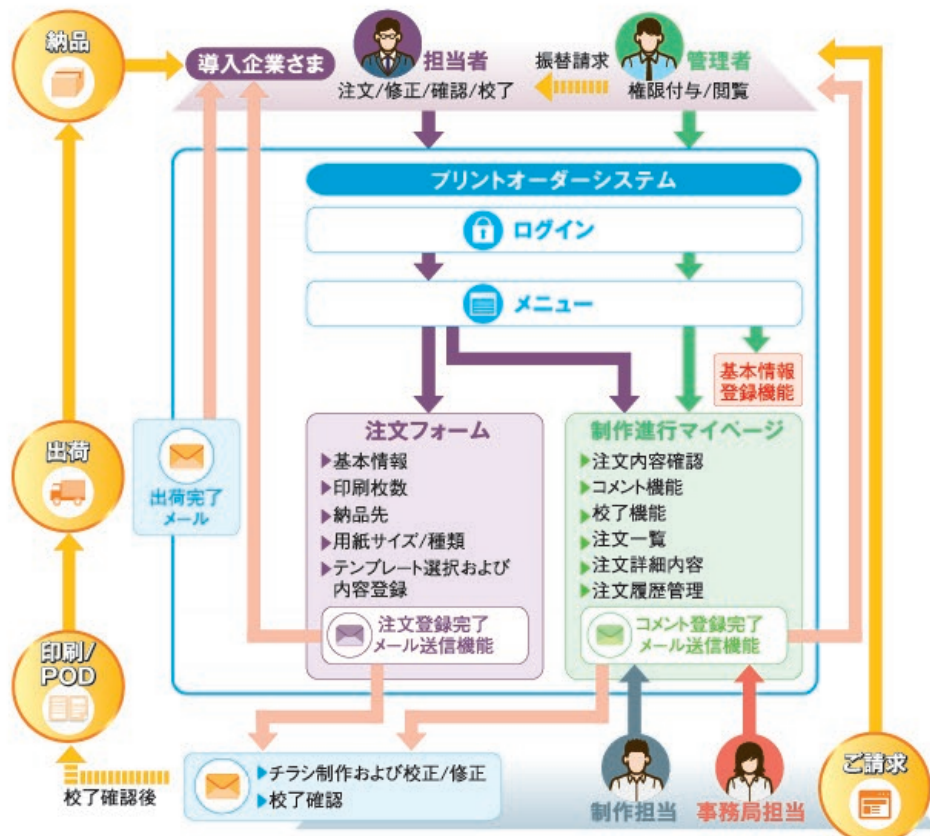 納品
導入企業さま
担当者
注文/修正/確認/校了
振替請求
管理者
権限付与/閲覧
プリントオーダーシステム
ログイン
メニュー
基本情報
登録機能
注文フォーム
▶基本情報
▶印刷枚数
▶納品先
▶用紙サイズ/種類
▶テンプレート選択および
内容登録
注文登録完了
メール送信機能
制作進行マイページ
▶注文内容確認
▶コメント機能
▶校了機能
▶注文一覧
▶注文詳細内容
▶注文履歴管理
コメント登録完了
メール送信機能
出荷
出荷完了
メール
印刷/
POD
校了確認後
▶チラシ制作および校正/修正
▶校了確認
制作担当
事務局担当
ご請求